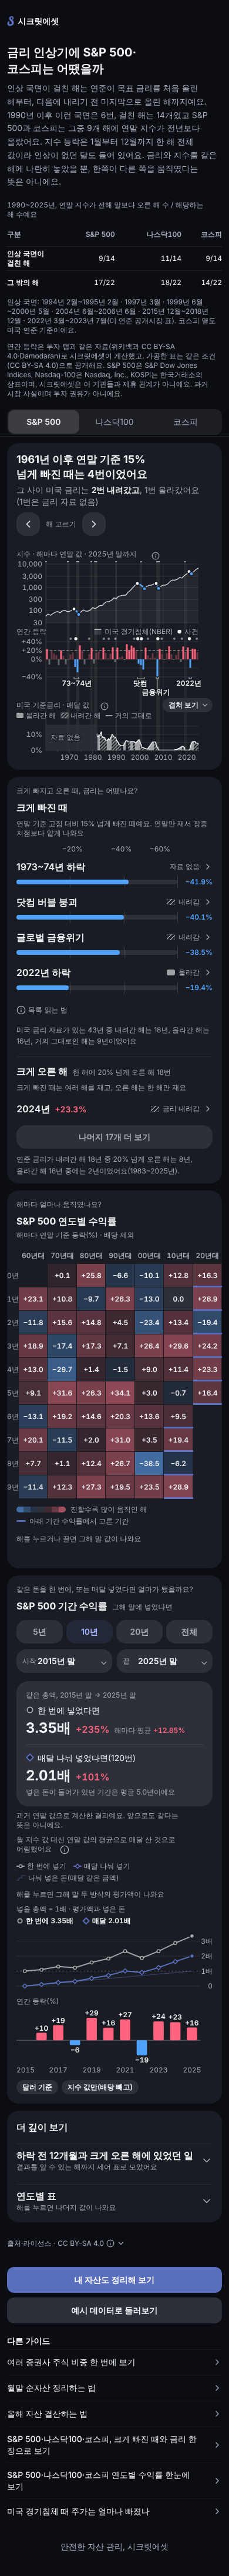 시크릿에셋
금리 인상기에 S&P 500·
코스피는 어땠을까
인상 국면이 걸친 해는 연준이 목표 금리를 처음 올린
해부터, 다음에 내리기 전 마지막으로 올린 해까지예요.
1990년 이후 이런 국면은 6번, 걸친 해는 14개였고 S&P
500과 코스피는 그중 9개 해에 연말 지수가 전년보다
올랐어요. 지수 등락은 1월부터 12월까지 한 해 전체
값이라 인상이 없던 달도 들어 있어요. 금리와 지수를 같은
해에 나란히 놓았을 뿐, 한쪽이 다른 쪽을 움직였다는
뜻은 아니에요.
1990~2025년, 연말 지수가 전해 말보다 오른 해 수 / 해당하는
해 수예요
구분 S&P 500 나스닥100 코스피
인상 국면이
걸친 해 9/14 11/14 9/14
그 밖의 해 17/22 18/22 14/22
인상 국면: 1994년 2월~1995년 2월 · 1997년 3월 · 1999년 6월
~2000년 5월 · 2004년 6월~2006년 6월 · 2015년 12월~2018년
12월 · 2022년 3월~2023년 7월(미 연준 공개시장 표). 코스피 열도
미국 연준 기준이에요.
연간 등락은 투자 탭과 같은 자료(위키백과 CC BY-SA
4.0·Damodaran)로 시크릿에셋이 계산했고, 가공한 표는 같은 조건
(CC BY-SA 4.0)으로 공개해요. S&P 500은 S&P Dow Jones
Indices, Nasdaq-100은 Nasdaq, Inc., KOSPI는 한국거래소의
상표이며, 시크릿에셋은 이 기관들과 제휴 관계가 아니에요. 과거
시장 사실이며 투자 권유가 아니에요.
S&P 500 나스닥100 코스피
1961년 이후 연말 기준 15%
넘게 빠진 때는 4번이었어요
그 사이 미국 금리는 2번 내려갔고, 1번 올라갔어요
(1번은 금리 자료 없음)
해 고르기
지수 · 해마다 연말 값 · 2025년 말까지
10,000
3,000
1,000
300
100
30
연간 등락 미국 경기침체(NBER) 사건
+40%
+20%
0%
−40%
73~74년 닷컴 2022년
금융위기
미국 기준금리 · 매달 값 겹쳐 보기
올라간 해 내려간 해 거의 그대로
10% 자료 없음
0%
1970 1980 1990 2000 2010 2020
크게 빠지고 오른 때, 금리는 어땠나요?
크게 빠진 때
연말 기준 고점 대비 15% 넘게 빠진 때예요. 연말만 재서 장중
저점보다 얕게 나와요
−20% −40% −60%
1973~74년 하락 자료 없음
−41.9%
닷컴 버블 붕괴 내려감
−40.1%
글로벌 금융위기 내려감
−38.5%
2022년 하락 올라감
−19.4%
목록 읽는 법
미국 금리 자료가 있는 43년 중 내려간 해는 18년, 올라간 해는
16년, 거의 그대로인 해는 9년이었어요
크게 오른 해 한 해에 20% 넘게 오른 해 18번
크게 빠진 때는 여러 해를 재고, 오른 해는 한 해만 재요
2024년 +23.3% 금리 내려감
나머지 17개 더 보기
연준 금리가 내려간 해 18년 중 20% 넘게 오른 해는 8년,
올라간 해 16년 중에는 2년이었어요(1983~2025년).
해마다 얼마나 움직였나요?
S&P 500 연도별 수익률
해마다 연말 기준 등락(%) · 배당 제외
60년대 70년대 80년대 90년대 00년대 10년대 20년대
0년 +0.1 +25.8 −6.6 −10.1 +12.8 +16.3
1년 +23.1 +10.8 −9.7 +26.3 −13.0 0.0 +26.9
2년 −11.8 +15.6 +14.8 +4.5 −23.4 +13.4 −19.4
3년 +18.9 −17.4 +17.3 +7.1 +26.4 +29.6 +24.2
4년 +13.0 −29.7 +1.4 −1.5 +9.0 +11.4 +23.3
5년 +9.1 +31.6 +26.3 +34.1 +3.0 −0.7 +16.4
6년 −13.1 +19.2 +14.6 +20.3 +13.6 +9.5
7년 +20.1 −11.5 +2.0 +31.0 +3.5 +19.4
8년 +7.7 +1.1 +12.4 +26.7 −38.5 −6.2
9년 −11.4 +12.3 +27.3 +19.5 +23.5 +28.9
진할수록 많이 움직인 해
아래 기간 수익률에서 고른 기간
해를 누르거나 끌면 그해 말 값이 나와요
같은 돈을 한 번에, 또는 매달 넣었다면 얼마가 됐을까요?
S&P 500 기간 수익률 그해 말에 넣었다면
5년 10년 20년 전체
시작 2015년 말 끝 2025년 말
같은 총액, 2015년 말 → 2025년 말
한 번에 넣었다면
3.35배 +235% 해마다 평균 +12.85%
매달 나눠 넣었다면(120번)
2.01배 +101%
넣은 돈이 들어가 있던 기간은 평균 5.0년이에요
과거 연말 값으로 계산한 결과예요. 앞으로도 같다는
뜻은 아니에요.
월 지수 값 대신 연말 값의 평균으로 매달 산 것으로
어림했어요
한 번에 넣기 매달 나눠 넣기
나눠 넣은 돈(매달 같은 금액)
해를 누르면 그해 말 두 방식의 평가액이 나와요
넣을 총액 = 1배 · 평가액과 넣은 돈
한 번에 3.35배 매달 2.01배
3배
2배
1배
0
연간 등락(%)
+10 +19 −6 +29 +16 +27 −19 +24 +23 +16
2015 2017 2019 2021 2023 2025
달러 기준 지수 값만(배당 빼고)
더 깊이 보기
하락 전 12개월과 크게 오른 해에 있었던 일
결과를 알 수 있는 해까지 세어 표로 모았어요
연도별 표
해를 누르면 나머지 값이 나와요
출처·라이선스 · CC BY-SA 4.0
내 자산도 정리해 보기
예시 데이터로 둘러보기
다른 가이드
여러 증권사 주식 비중 한 번에 보기
월말 순자산 정리하는 법
올해 자산 결산하는 법
S&P 500·나스닥100·코스피, 크게 빠진 때와 금리 한
장으로 보기
S&P 500·나스닥100·코스피 연도별 수익률 한눈에
보기
미국 경기침체 때 주가는 얼마나 빠졌나
안전한 자산 관리, 시크릿에셋